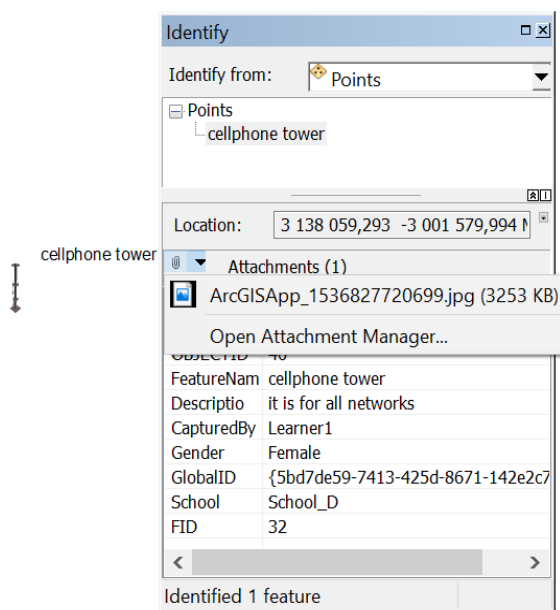 Identify
Identify from:
Points
Points
cellphone tower
Location:
3 138 059,293 -3 001 579,994
cellphone tower
Attachments (1)
ArcGISApp_1536827720699.jpg (3253 KB)
Open Attachment Manager...
OBJECTID 40
FeatureNam cellphone tower
Descriptio it is for all networks
CapturedBy Learner1
Gender Female
GlobalID {5bd7de59-7413-425d-8671-142e2c7
School School_D
FID 32
Identified 1 feature